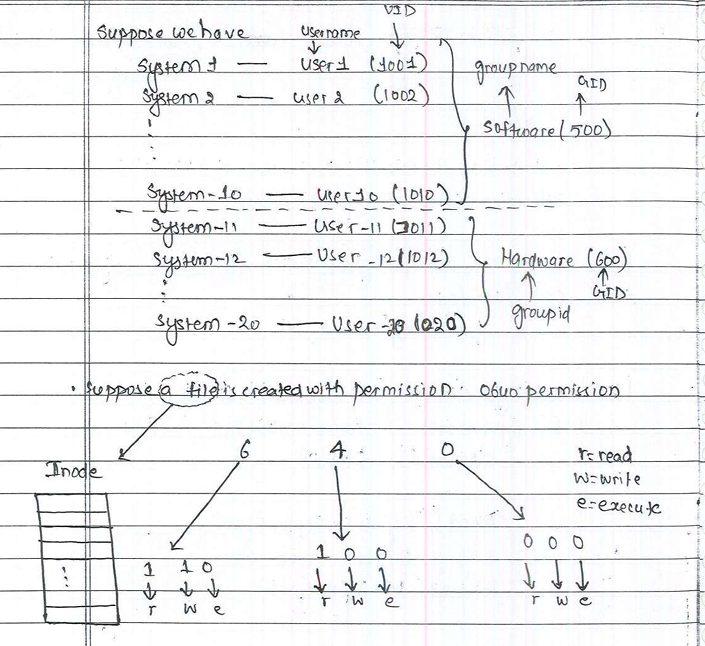 UID
Suppose we have username
System 1 — user 1 (1001) groupname
System 2 — user 2 (1002) GID
Software (500)
System-10 — user 10 (1010)
System-11 — User-11 (1011)
System-12 — User-12 (1012) Hardware (600)
GID
groupid
System-20 — User-20 (1020)
. Suppose a file is created with permission. 0640 permission
6 4 0 r=read
Inode w=write
e=execute
1 1 0 1 0 0 0 0 0
r w e r w e r w e